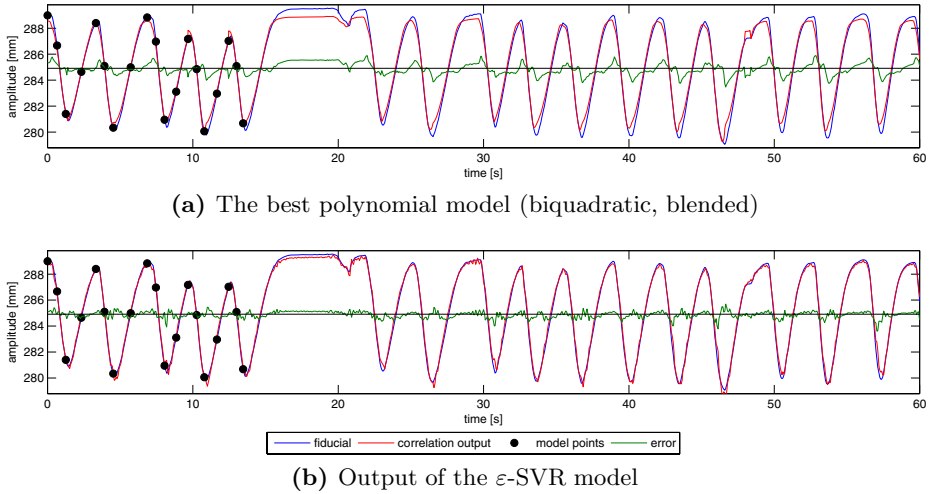 288
286
284
282
280
amplitude [mm]
0 10 20 30 40 50 60
time [s]
(a) The best polynomial model (biquadratic, blended)
288
286
284
282
280
amplitude [mm]
0 10 20 30 40 50 60
time [s]
fiducial correlation output model points error
(b) Output of the ε-SVR model